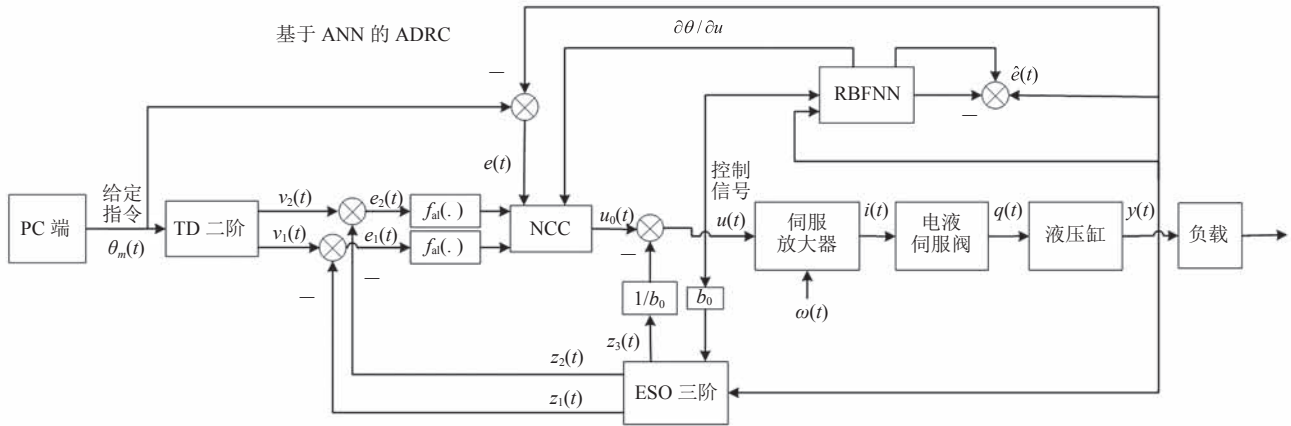 基于 ANN 的 ADRC
∂θ/∂u
RBFNN
ê(t)
−
−
e(t)
PC 端
给定
指令
θm(t)
TD 二阶
v2(t)
v1(t)
e2(t)
e1(t)
−
−
fal(.)
fal(.)
NCC
u0(t)
−
控制
信号
u(t)
伺服
放大器
ω(t)
i(t)
电液
伺服阀
q(t)
液压缸
y(t)
负载
1/b0
b0
z3(t)
z2(t)
z1(t)
ESO 三阶